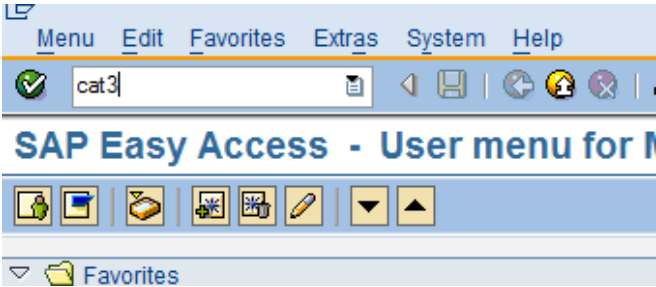 Menu Edit Favorites Extras System Help
cat3
SAP Easy Access - User menu for
Favorites